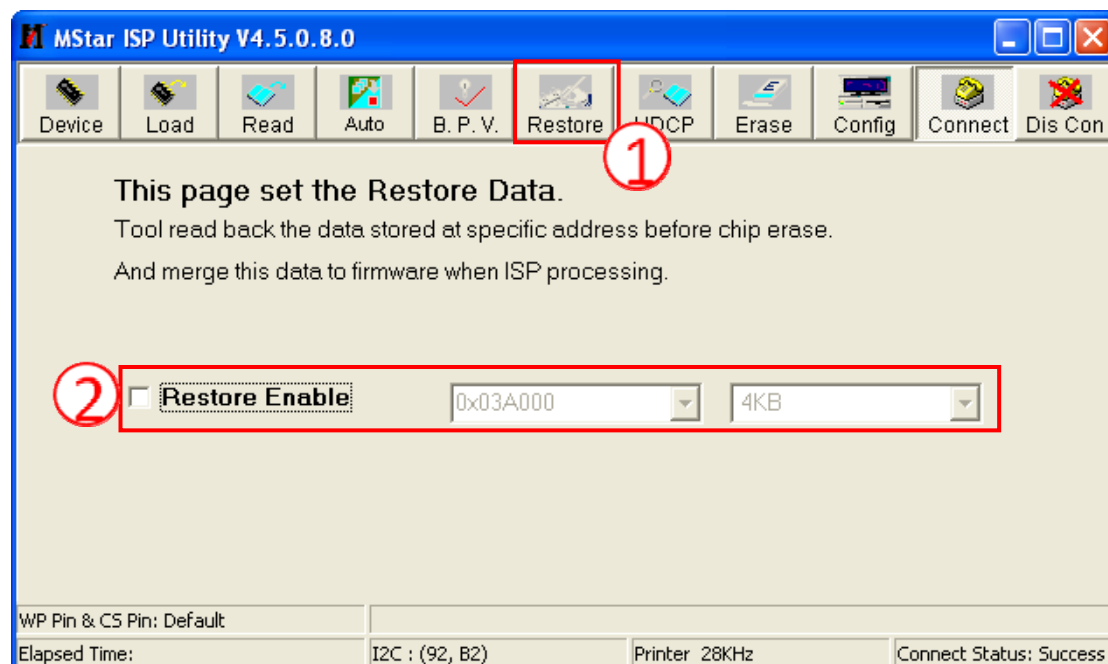 MStar ISP Utility V4.5.0.8.0
Device Load Read Auto B. P. V. Restore HDCP Erase Config Connect Dis Con
1
This page set the Restore Data.
Tool read back the data stored at specific address before chip erase.
And merge this data to firmware when ISP processing.
2 Restore Enable 0x03A000 4KB
WP Pin & CS Pin: Default
Elapsed Time: I2C : (92, B2) Printer 28KHz Connect Status: Success